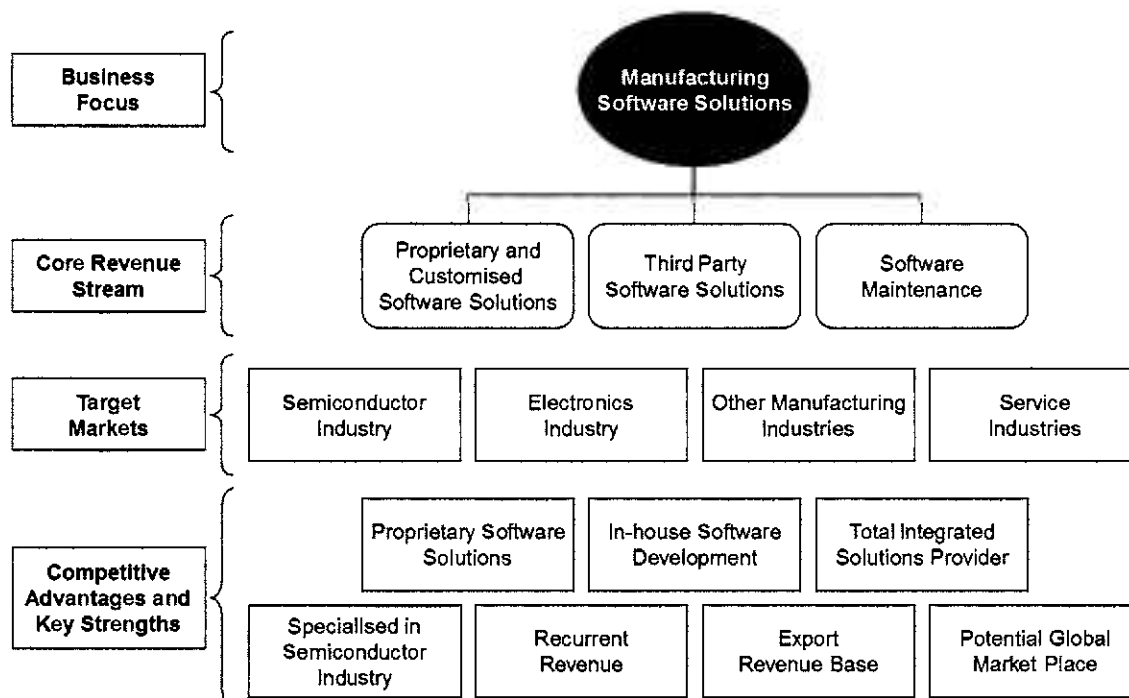 Business
Focus
Manufacturing
Software Solutions
Core Revenue
Stream
Proprietary and
Customised
Software Solutions
Third Party
Software Solutions
Software
Maintenance
Target
Markets
Semiconductor
Industry
Electronics
Industry
Other Manufacturing
Industries
Service
Industries
Competitive
Advantages and
Key Strengths
Proprietary Software
Solutions
In-house Software
Development
Total Integrated
Solutions Provider
Specialised in
Semiconductor
Industry
Recurrent
Revenue
Export
Revenue Base
Potential Global
Market Place